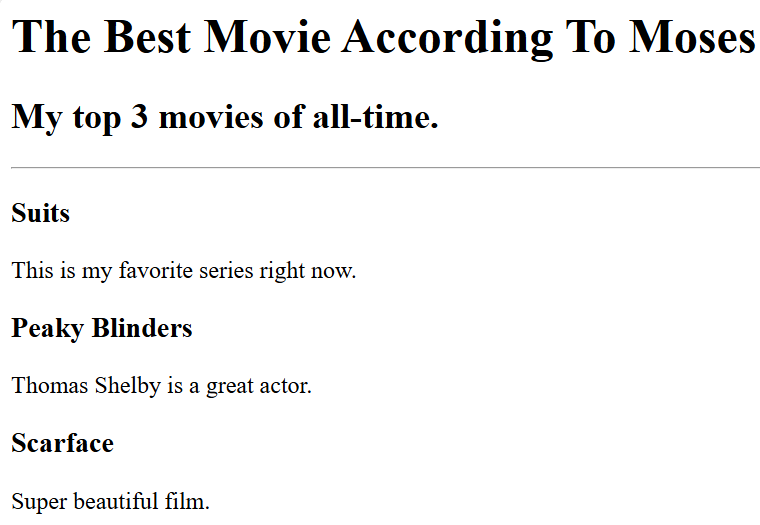 The Best Movie According To Moses
My top 3 movies of all-time.
Suits
This is my favorite series right now.
Peaky Blinders
Thomas Shelby is a great actor.
Scarface
Super beautiful film.